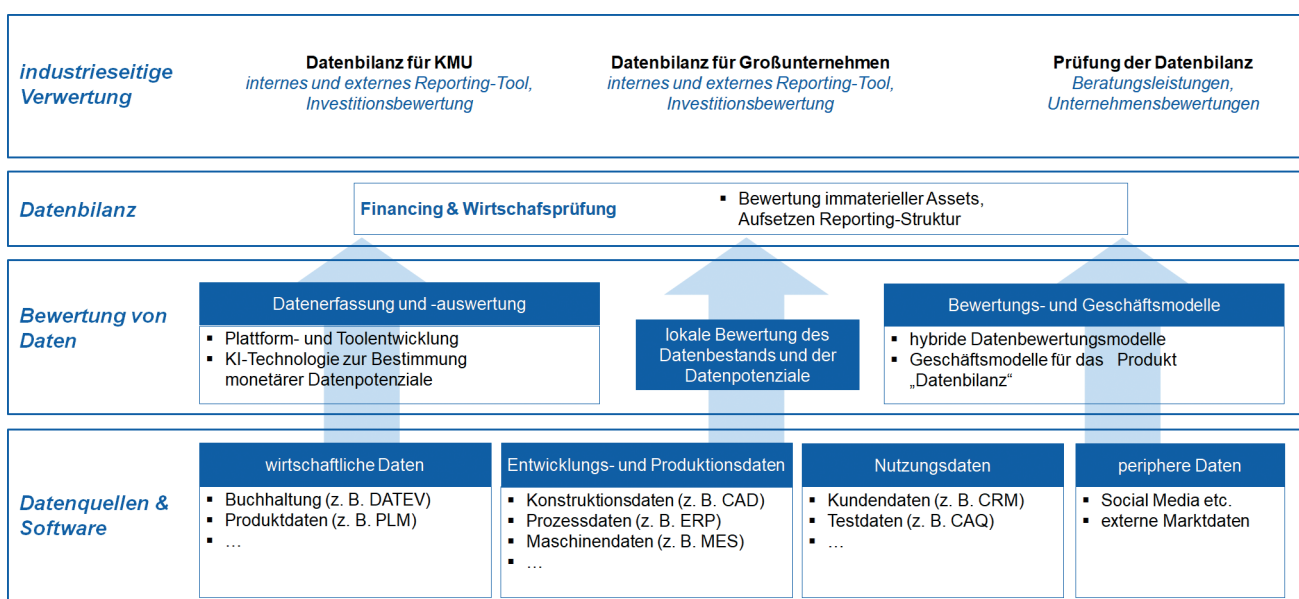 industrieseitige
Verwertung
Datenbilanz für KMU
internes und externes Reporting-Tool,
Investitionsbewertung
Datenbilanz für Großunternehmen
internes und externes Reporting-Tool,
Investitionsbewertung
Prüfung der Datenbilanz
Beratungsleistungen,
Unternehmensbewertungen
Datenbilanz
Financing & Wirtschafsprüfung
▪ Bewertung immaterieller Assets,
Aufsetzen Reporting-Struktur
Bewertung von
Daten
Datenerfassung und -auswertung
▪ Plattform- und Toolentwicklung
▪ KI-Technologie zur Bestimmung
monetärer Datenpotenziale
lokale Bewertung des
Datenbestands und der
Datenpotenziale
Bewertungs- und Geschäftsmodelle
▪ hybride Datenbewertungsmodelle
▪ Geschäftsmodelle für das Produkt
„Datenbilanz“
Datenquellen &
Software
wirtschaftliche Daten
▪ Buchhaltung (z. B. DATEV)
▪ Produktdaten (z. B. PLM)
▪ …
Entwicklungs- und Produktionsdaten
▪ Konstruktionsdaten (z. B. CAD)
▪ Prozessdaten (z. B. ERP)
▪ Maschinendaten (z. B. MES)
▪ …
Nutzungsdaten
▪ Kundendaten (z. B. CRM)
▪ Testdaten (z. B. CAQ)
▪ …
periphere Daten
▪ Social Media etc.
▪ externe Marktdaten